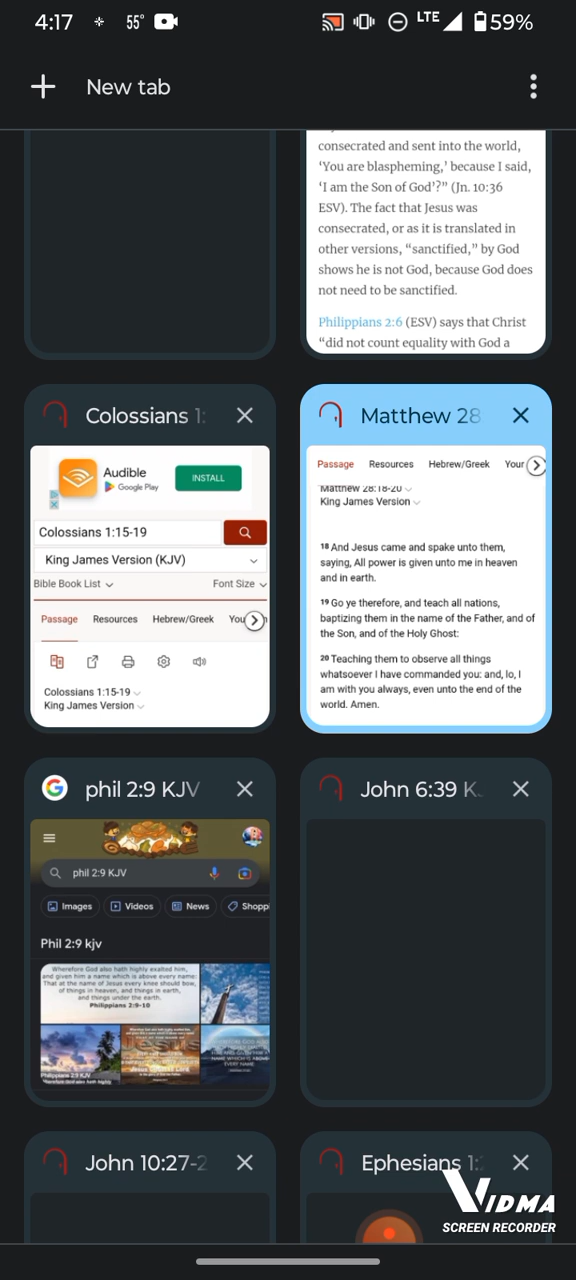 4:17 55° LTE 59%
New tab
consecrated and sent into the world,
‘You are blaspheming,’ because I said,
‘I am the Son of God’?” (Jn. 10:36
ESV). The fact that Jesus was
consecrated, or as it is translated in
other versions, “sanctified,” by God
shows he is not God, because God does
not need to be sanctified.
Philippians 2:6 (ESV) says that Christ
“did not count equality with God a
Colossians 1:
Audible
Google Play
INSTALL
Colossians 1:15-19
King James Version (KJV)
Bible Book List Font Size
Passage Resources Hebrew/Greek
Colossians 1:15-19
King James Version
Matthew 28
Passage Resources Hebrew/Greek Your
Matthew 28:18-20
King James Version
18 And Jesus came and spake unto them,
saying, All power is given unto me in heaven
and in earth.
19 Go ye therefore, and teach all nations,
baptizing them in the name of the Father, and of
the Son, and of the Holy Ghost:
20 Teaching them to observe all things
whatsoever I have commanded you: and, lo, I
am with you always, even unto the end of the
world. Amen.
phil 2:9 KJV
phil 2:9 KJV
Images Videos News Shoppi
Phil 2:9 kjv
Wherefore God also hath highly exalted him,
and given him a name which is above every name:
That at the name of Jesus every knee should bow,
of things in heaven, and things in earth,
and things under the earth.
Philippians 2:9-10
John 6:39 K
John 10:27-2
Ephesians 1:
VIDMA
SCREEN RECORDER